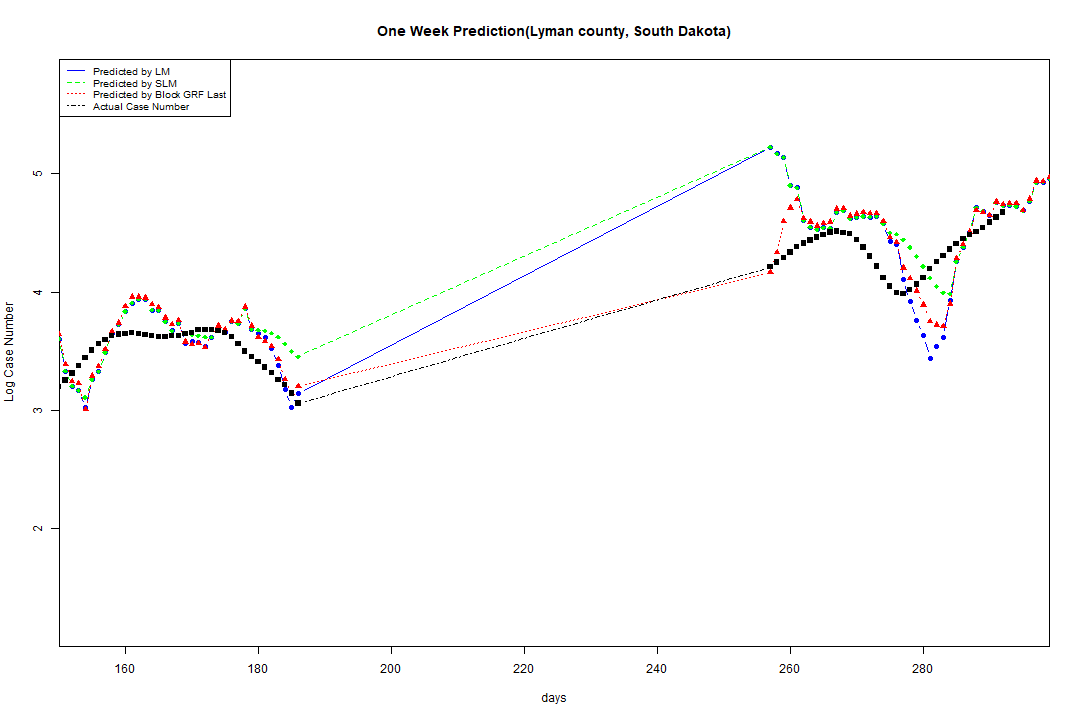 One Week Prediction(Lyman county, South Dakota)
Predicted by LM
Predicted by SLM
Predicted by Block GRF Last
Actual Case Number
5
4
3
2
Log Case Number
160 180 200 220 240 260 280
days